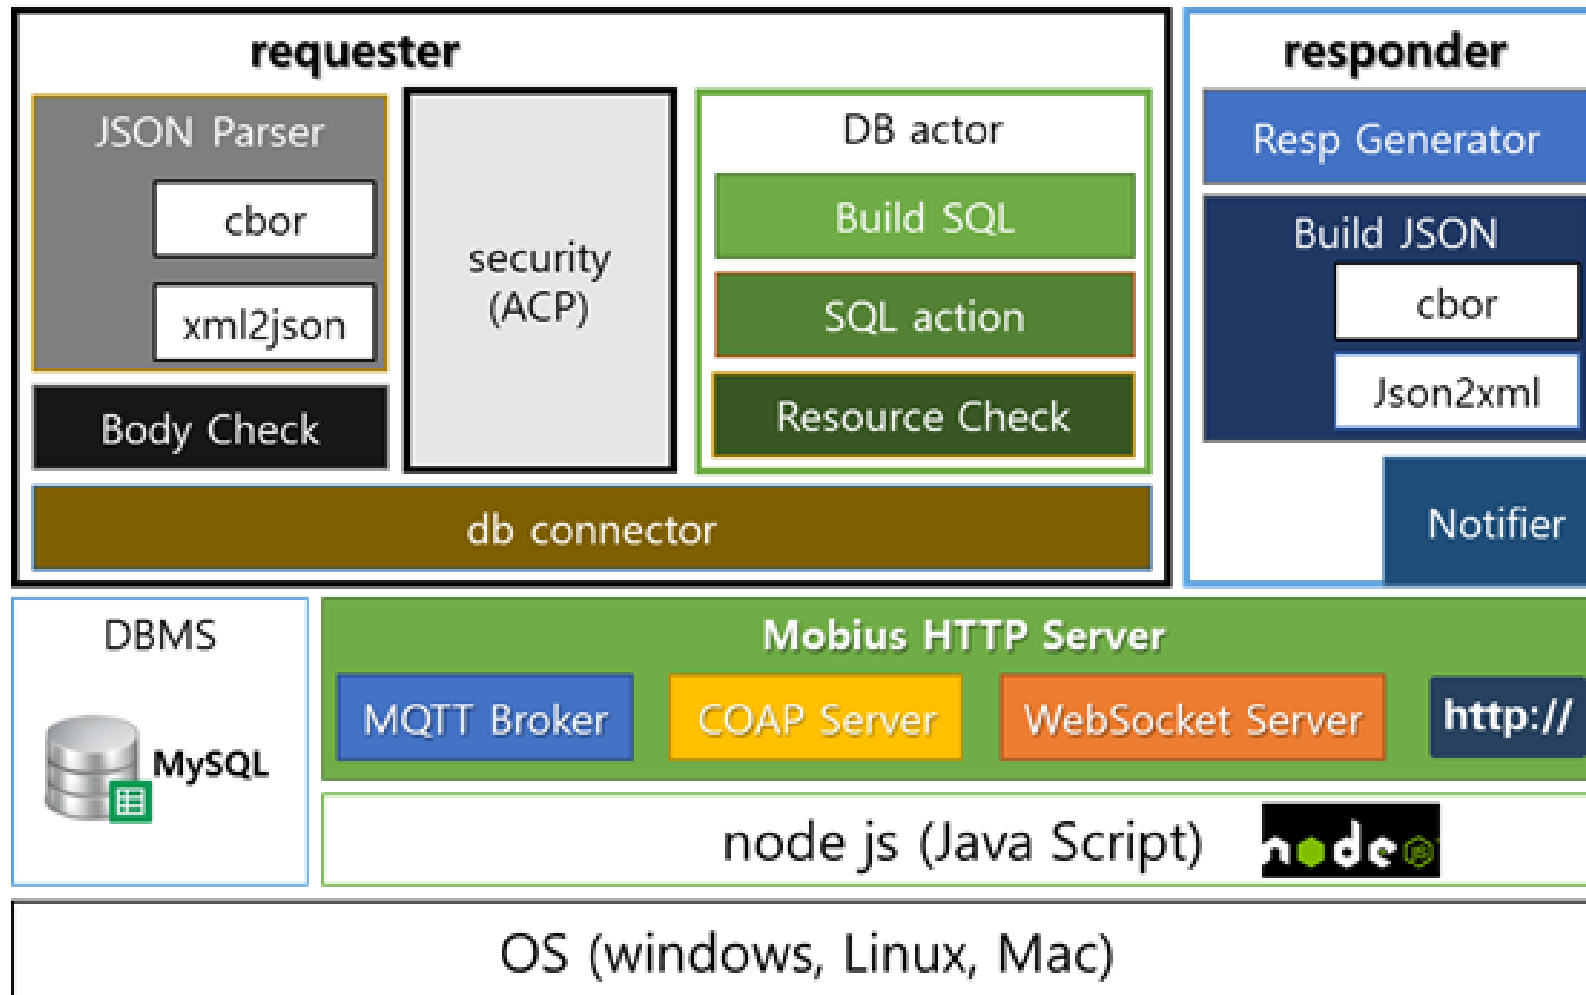 requester
JSON Parser
cbor
xml2json
Body Check
security
(ACP)
DB actor
Build SQL
SQL action
Resource Check
db connector
responder
Resp Generator
Build JSON
cbor
Json2xml
Notifier
DBMS
MySQL
Mobius HTTP Server
MQTT Broker
COAP Server
WebSocket Server
http://
node js (Java Script)
node
OS (windows, Linux, Mac)